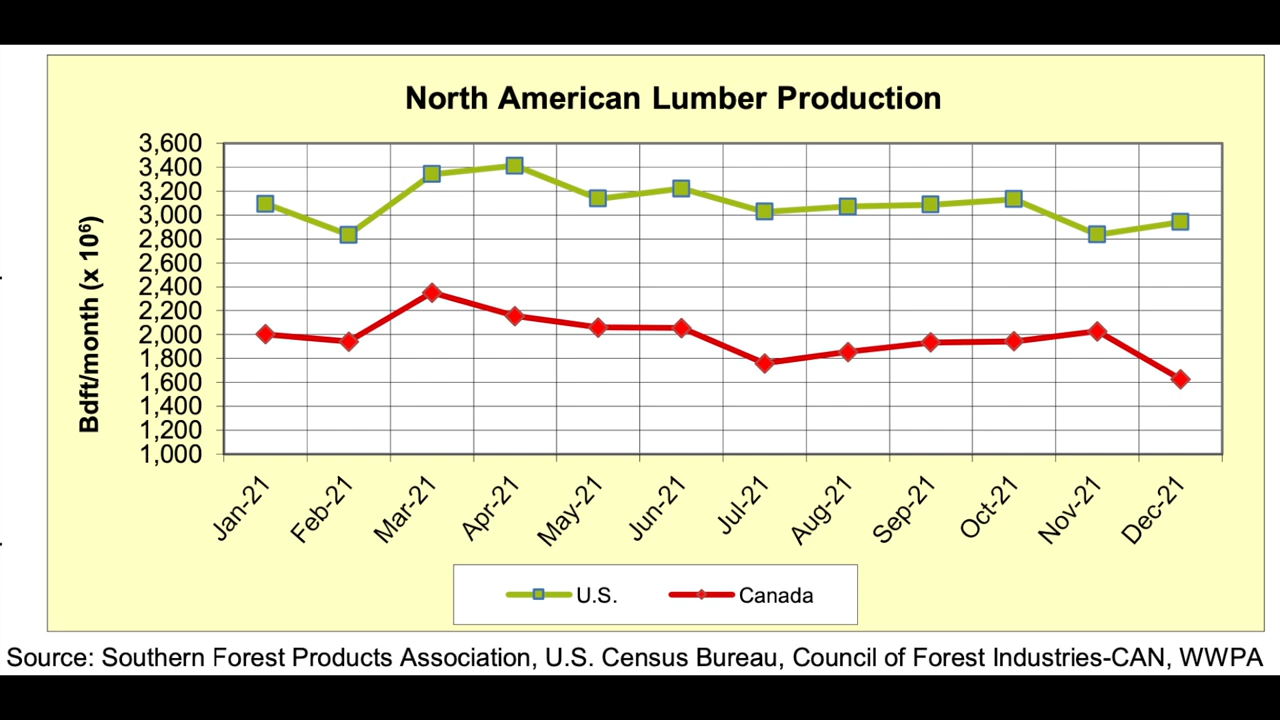 North American Lumber Production
3,600
3,400
3,200
3,000
2,800
2,600
2,400
2,200
2,000
1,800
1,600
1,400
1,200
1,000
Bdft/month (x 10⁶)
Jan-21
Feb-21
Mar-21
Apr-21
May-21
Jun-21
Jul-21
Aug-21
Sep-21
Oct-21
Nov-21
Dec-21
U.S.
Canada
Source: Southern Forest Products Association, U.S. Census Bureau, Council of Forest Industries-CAN, WWPA